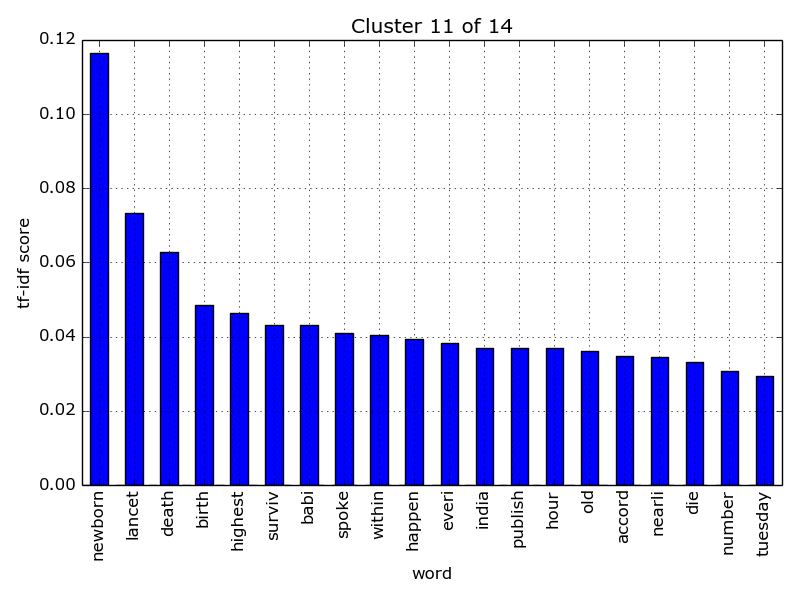 Cluster 11 of 14
tf-idf score
0.12
0.10
0.08
0.06
0.04
0.02
0.00
newborn
lancet
death
birth
highest
surviv
babi
spoke
within
happen
everi
india
publish
hour
old
accord
nearli
die
number
tuesday
word